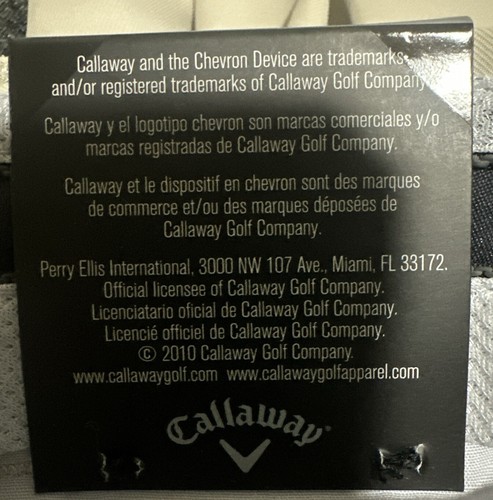 Callaway and the Chevron Device are trademarks
and/or registered trademarks of Callaway Golf Company.
Callaway y el logotipo chevron son marcas comerciales y/o
marcas registradas de Callaway Golf Company.
Callaway et le dispositif en chevron sont des marques
de commerce et/ou des marques déposées de
Callaway Golf Company.
Perry Ellis International, 3000 NW 107 Ave., Miami, FL 33172.
Official licensee of Callaway Golf Company.
Licenciatario oficial de Callaway Golf Company.
Licencié officiel de Callaway Golf Company.
© 2010 Callaway Golf Company.
www.callawaygolf.com www.callawaygolfapparel.com
Callaway